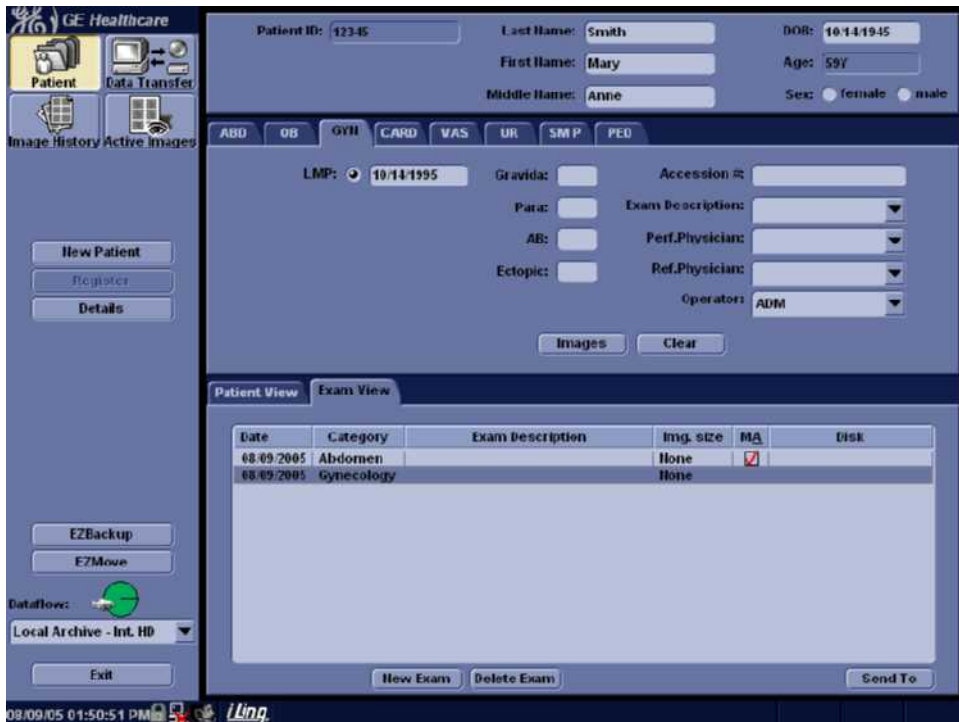 GE Healthcare
Patient
Data Transfer
Image History
Active Images
New Patient
Register
Details
EZBackup
EZMove
Dataflow:
Local Archive - Int. HD
Exit
08/09/05 01:50:51 PM
Patient ID: 12345
Last Name: Smith
DOB: 10/14/1945
First Name: Mary
Age: 59Y
Middle Name: Anne
Sex: female male
ABD OB GYN CARD VAS UR SM P PED
LMP: 10/14/1995
Gravida:
Accession #:
Para:
Exam Description:
AB:
Perf.Physician:
Ectopic:
Ref.Physician:
Operator: ADM
Images Clear
Patient View Exam View
Date Category Exam Description Img. size MA Disk
08/09/2005 Abdomen None
08/09/2005 Gynecology None
New Exam Delete Exam Send To
iLinq